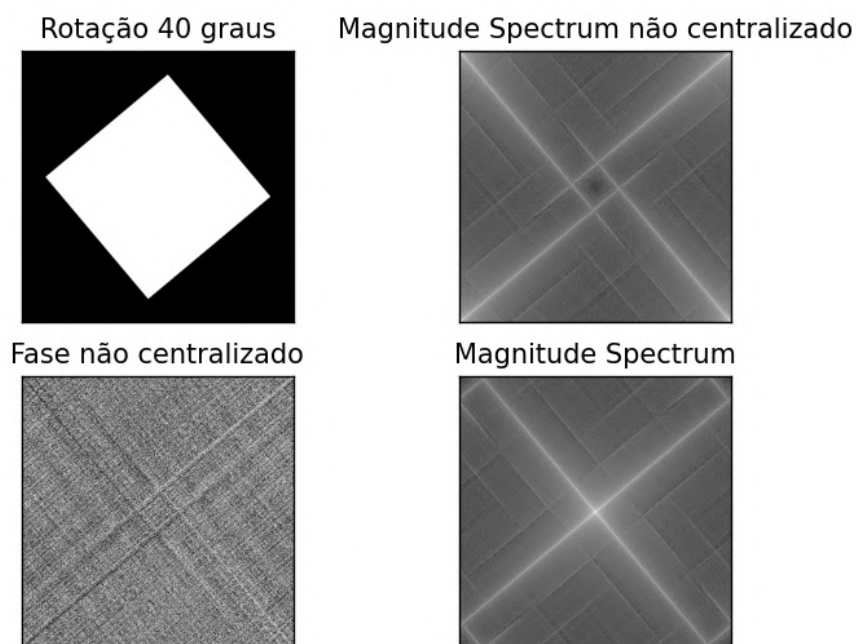 Rotação 40 graus
Magnitude Spectrum não centralizado
Fase não centralizado
Magnitude Spectrum